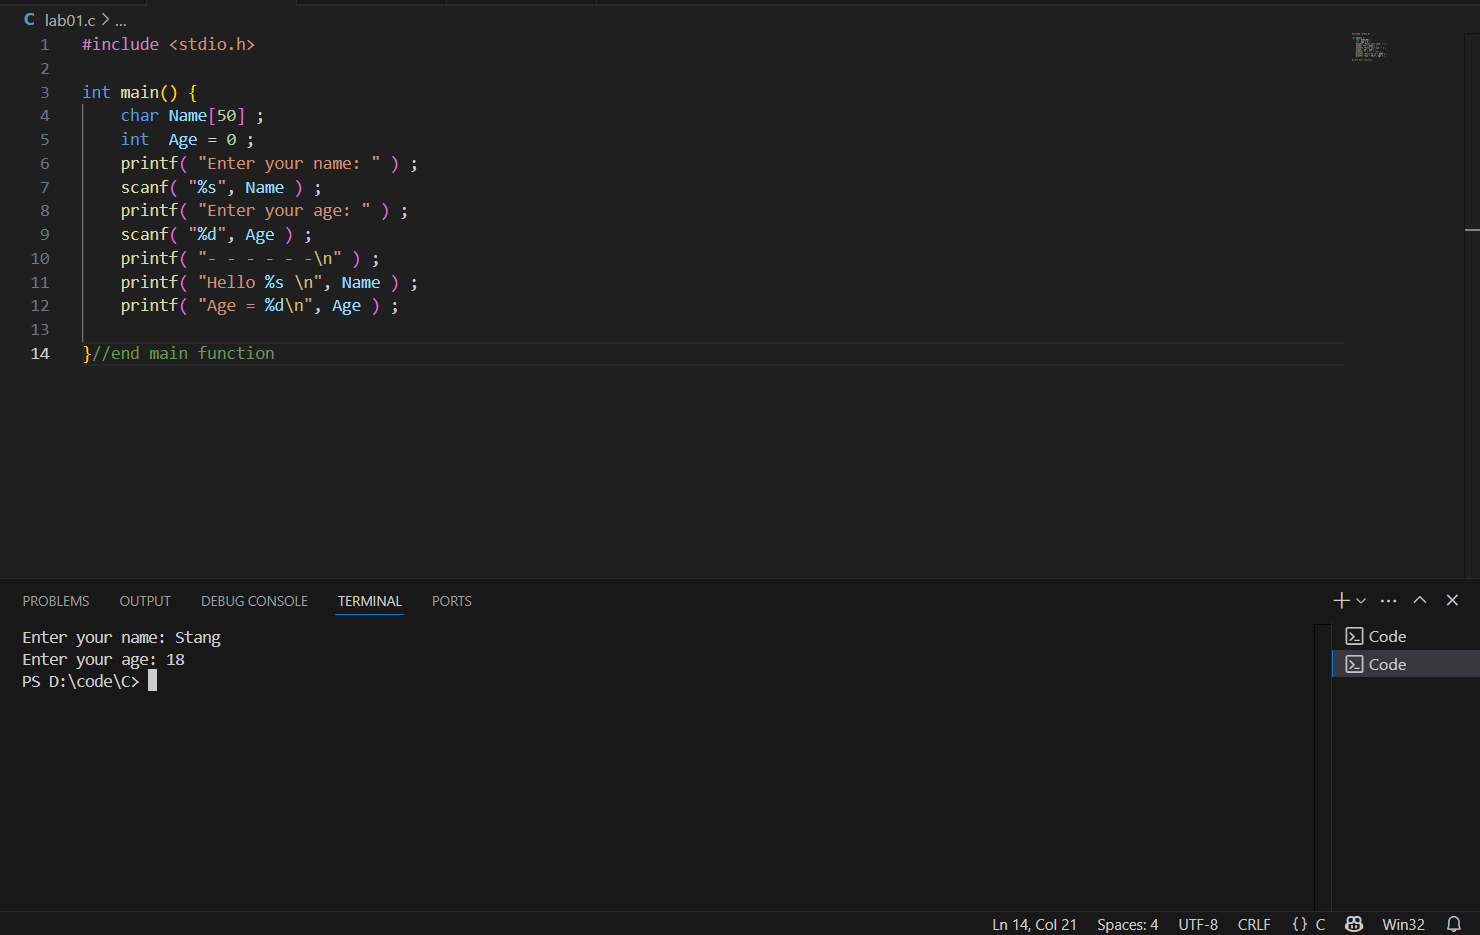 C lab01.c > ...
1 #include <stdio.h>
2
3 int main() {
4 char Name[50] ;
5 int  Age = 0 ;
6 printf( "Enter your name: " ) ;
7 scanf( "%s", Name ) ;
8 printf( "Enter your age: " ) ;
9 scanf( "%d", Age ) ;
10 printf( "- - - - - -\n" ) ;
11 printf( "Hello %s \n", Name ) ;
12 printf( "Age = %d\n", Age ) ;
13
14 }//end main function
PROBLEMS OUTPUT DEBUG CONSOLE TERMINAL PORTS
Enter your name: Stang
Enter your age: 18
PS D:\code\C>
Code
Code
Ln 14, Col 21 Spaces: 4 UTF-8 CRLF {} C Win32